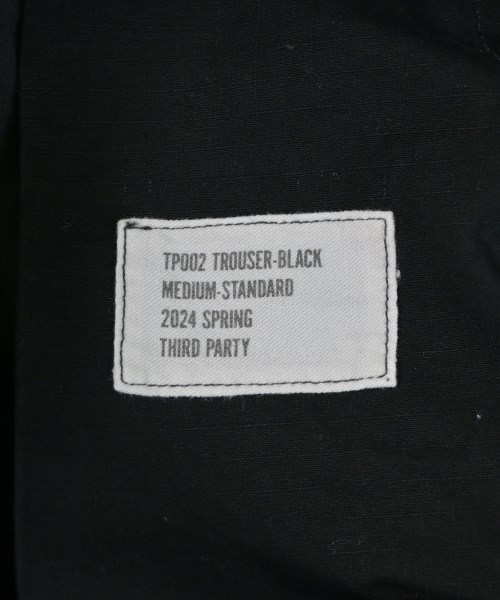 TP002 TROUSER-BLACK
MEDIUM-STANDARD
2024 SPRING
THIRD PARTY